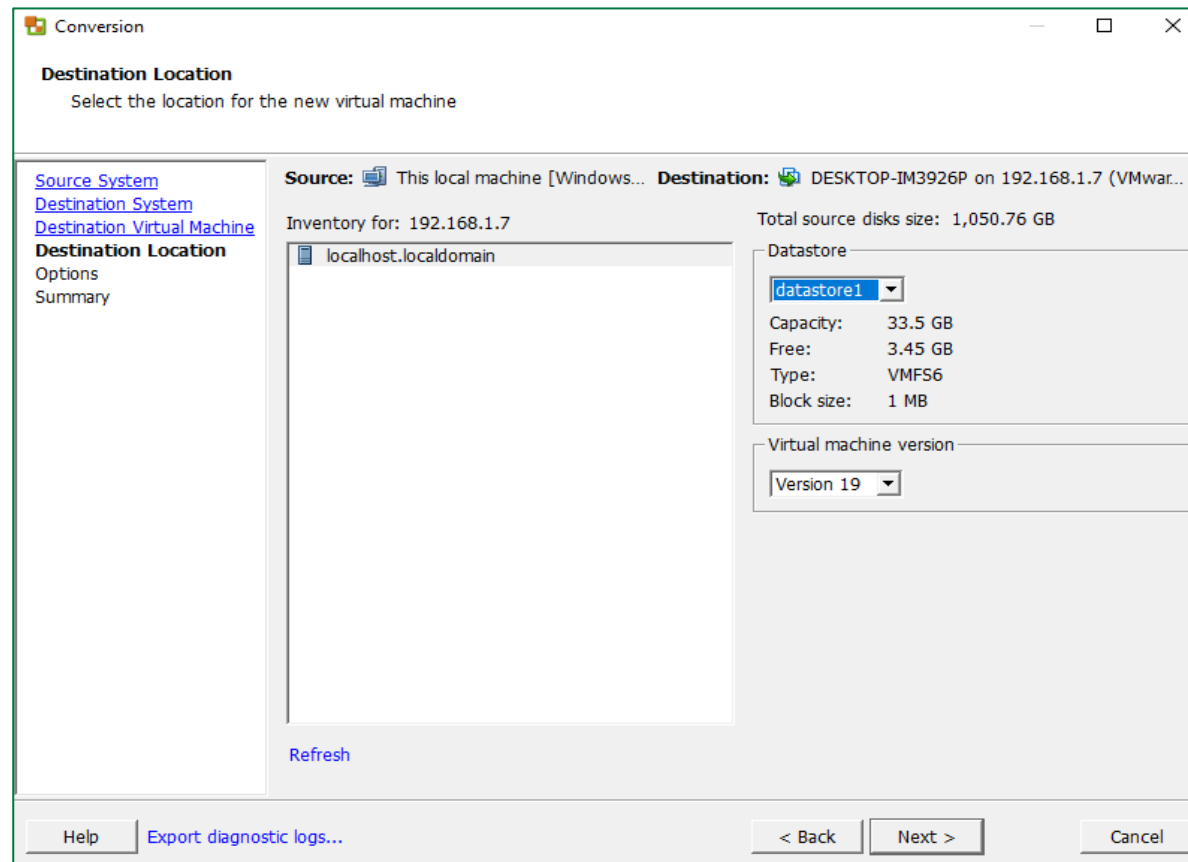 Conversion
Destination Location
Select the location for the new virtual machine
Source System
Destination System
Destination Virtual Machine
Destination Location
Options
Summary
Source: This local machine [Windows... Destination: DESKTOP-IM3926P on 192.168.1.7 (VMwar...
Inventory for: 192.168.1.7
localhost.localdomain
Refresh
Total source disks size: 1,050.76 GB
Datastore
datastore1
Capacity: 33.5 GB
Free: 3.45 GB
Type: VMFS6
Block size: 1 MB
Virtual machine version
Version 19
Help Export diagnostic logs... < Back Next > Cancel